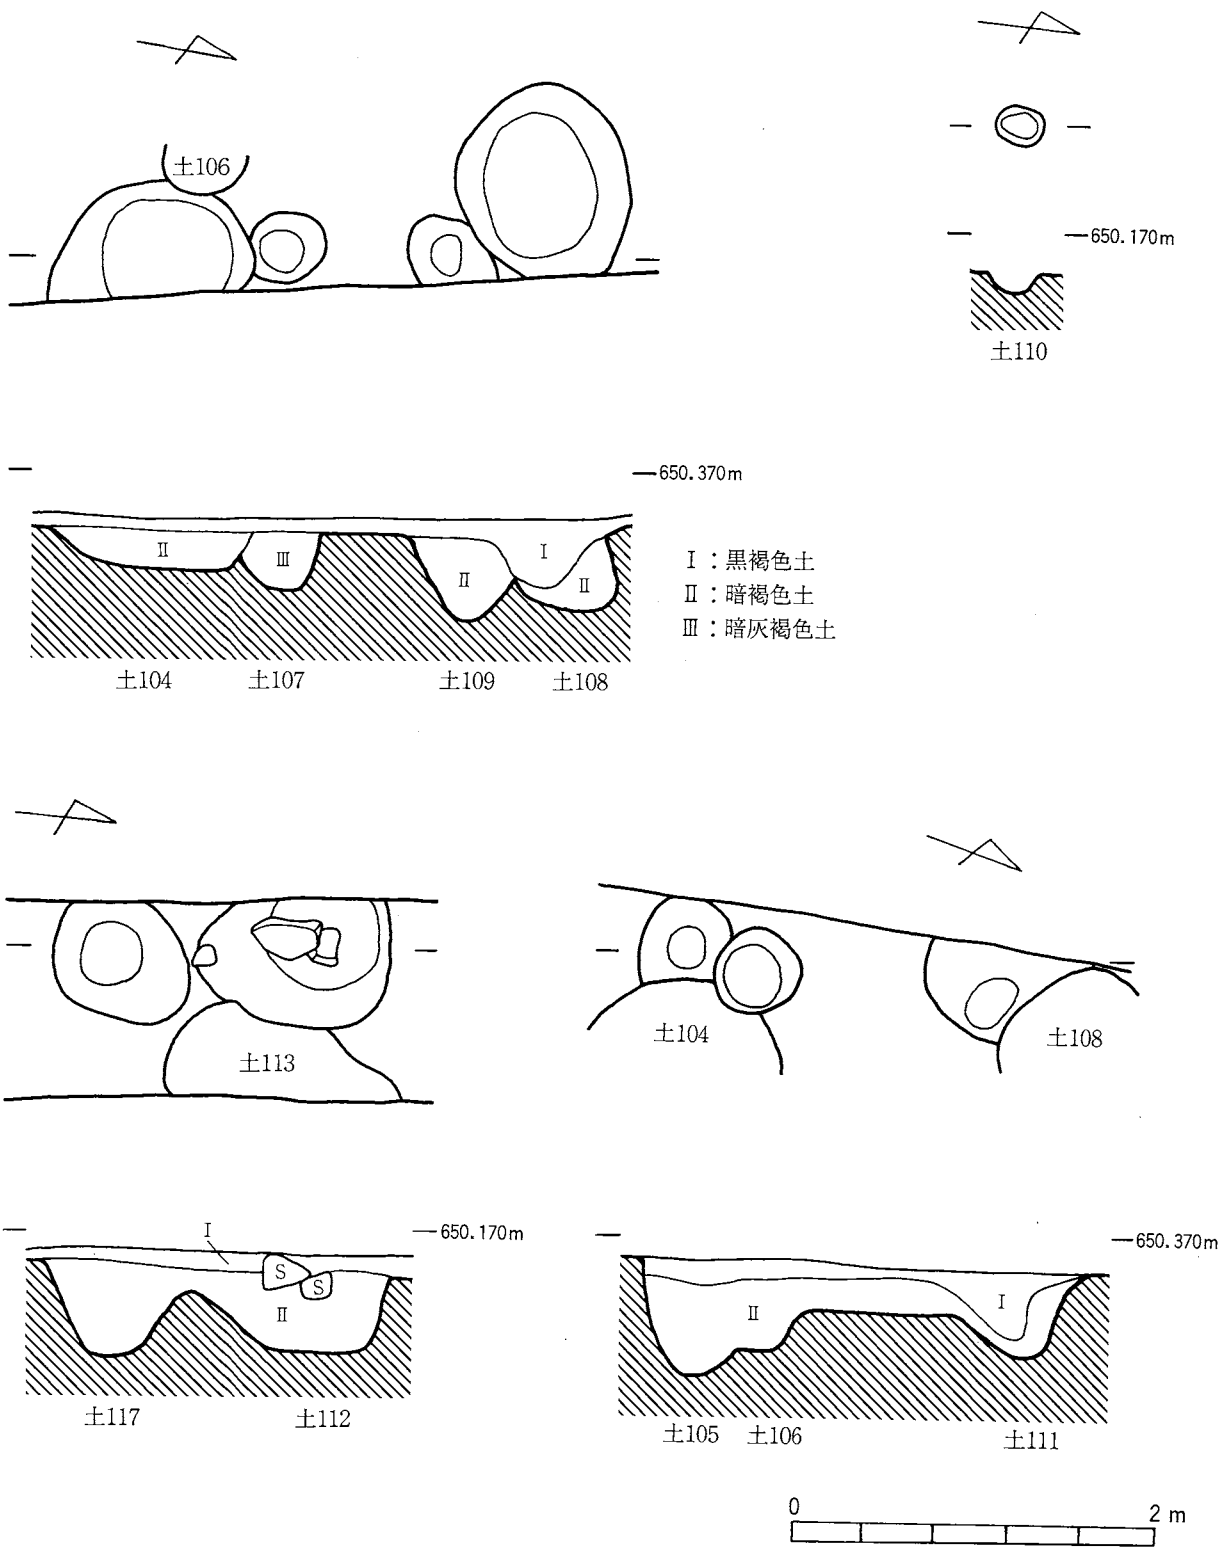 土106
650.170m
土110
650.370m
Ⅱ
Ⅲ
Ⅱ
Ⅰ
Ⅱ
Ⅰ：黒褐色土
Ⅱ：暗褐色土
Ⅲ：暗灰褐色土
土104 土107 土109 土108
土113
土104
土108
Ⅰ
650.170m
S
S
Ⅱ
土117 土112
650.370m
Ⅰ
Ⅱ
土105 土106 土111
0 2 m